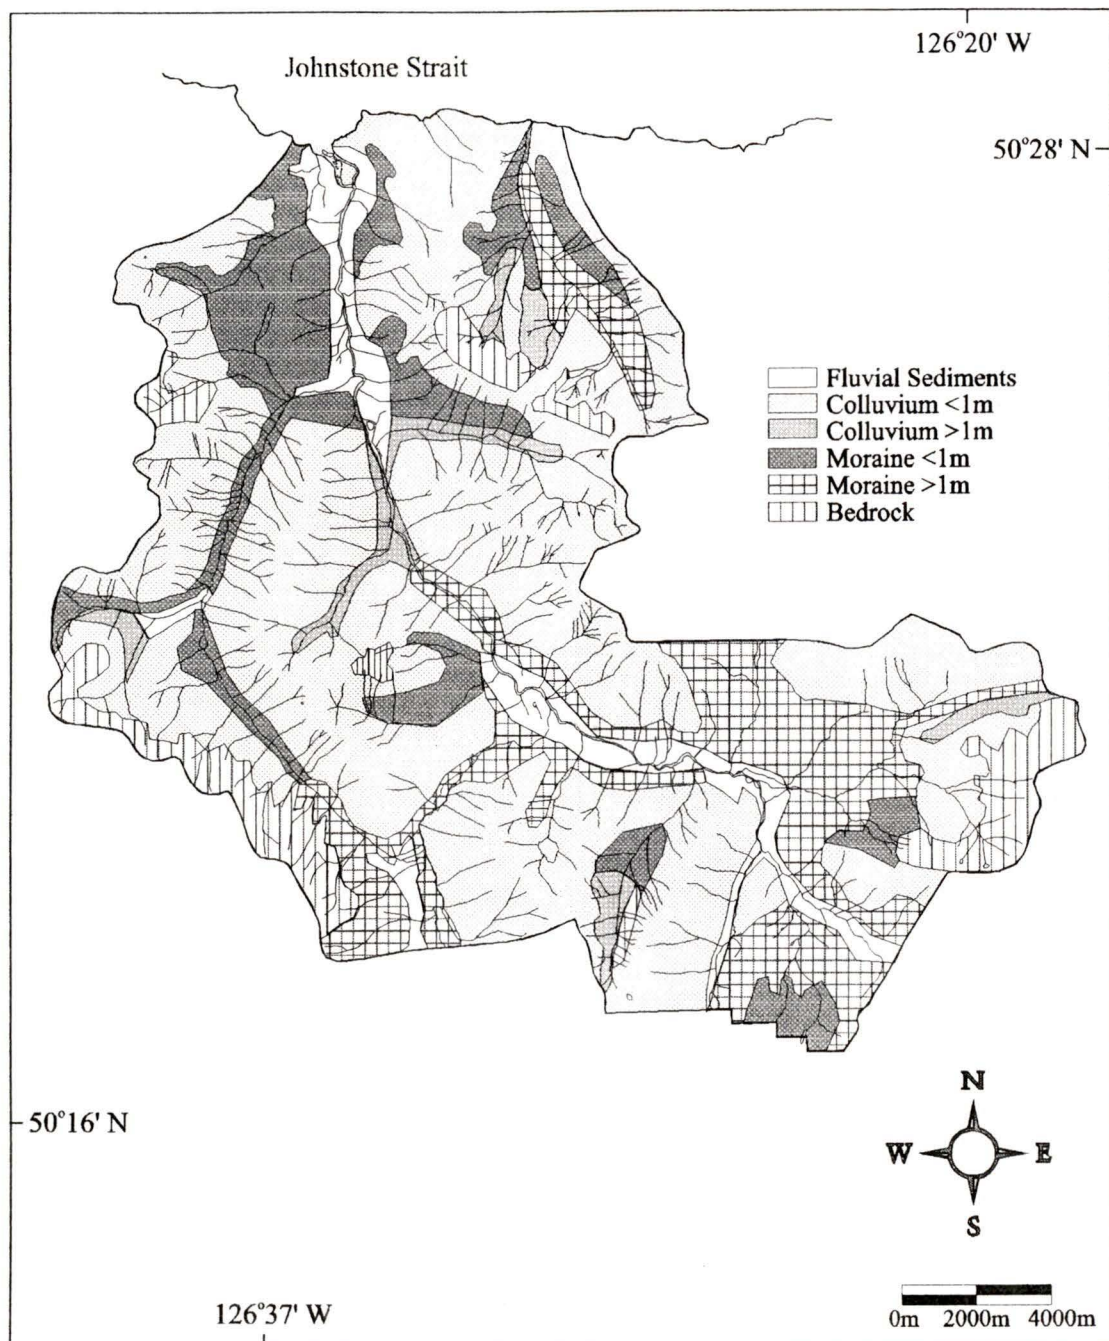 126°20' W
Johnstone Strait
50°28' N
Fluvial Sediments
Colluvium <1m
Colluvium >1m
Moraine <1m
Moraine >1m
Bedrock
N
50°16' N
W E
S
126°37' W
0m 2000m 4000m